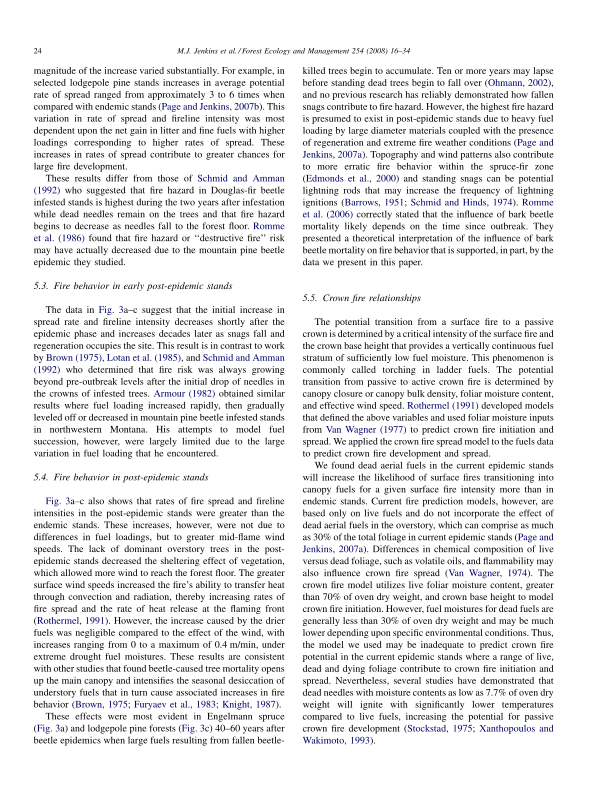 24
M.J. Jenkins et al. / Forest Ecology and Management 254 (2008) 16–34
magnitude of the increase varied substantially. For example, in
selected lodgepole pine stands increases in average potential
rate of spread ranged from approximately 3 to 6 times when
compared with endemic stands (Page and Jenkins, 2007b). This
variation in rate of spread and fireline intensity was most
dependent upon the net gain in litter and fine fuels with higher
loadings corresponding to higher rates of spread. These
increases in rates of spread contribute to greater chances for
large fire development.
These results differ from those of Schmid and Amman
(1992) who suggested that fire hazard in Douglas-fir beetle
infested stands is highest during the two years after infestation
while dead needles remain on the trees and that fire hazard
begins to decrease as needles fall to the forest floor. Romme
et al. (1986) found that fire hazard or ‘‘destructive fire’’ risk
may have actually decreased due to the mountain pine beetle
epidemic they studied.
5.3. Fire behavior in early post-epidemic stands
The data in Fig. 3a–c suggest that the initial increase in
spread rate and fireline intensity decreases shortly after the
epidemic phase and increases decades later as snags fall and
regeneration occupies the site. This result is in contrast to work
by Brown (1975), Lotan et al. (1985), and Schmid and Amman
(1992) who determined that fire risk was always growing
beyond pre-outbreak levels after the initial drop of needles in
the crowns of infested trees. Armour (1982) obtained similar
results where fuel loading increased rapidly, then gradually
leveled off or decreased in mountain pine beetle infested stands
in northwestern Montana. His attempts to model fuel
succession, however, were largely limited due to the large
variation in fuel loading that he encountered.
5.4. Fire behavior in post-epidemic stands
Fig. 3a–c also shows that rates of fire spread and fireline
intensities in the post-epidemic stands were greater than the
endemic stands. These increases, however, were not due to
differences in fuel loadings, but to greater mid-flame wind
speeds. The lack of dominant overstory trees in the post-
epidemic stands decreased the sheltering effect of vegetation,
which allowed more wind to reach the forest floor. The greater
surface wind speeds increased the fire's ability to transfer heat
through convection and radiation, thereby increasing rates of
fire spread and the rate of heat release at the flaming front
(Rothermel, 1991). However, the increase caused by the drier
fuels was negligible compared to the effect of the wind, with
increases ranging from 0 to a maximum of 0.4 m/min, under
extreme drought fuel moistures. These results are consistent
with other studies that found beetle-caused tree mortality opens
up the main canopy and intensifies the seasonal desiccation of
understory fuels that in turn cause associated increases in fire
behavior (Brown, 1975; Furyaev et al., 1983; Knight, 1987).
These effects were most evident in Engelmann spruce
(Fig. 3a) and lodgepole pine forests (Fig. 3c) 40–60 years after
beetle epidemics when large fuels resulting from fallen beetle-
killed trees begin to accumulate. Ten or more years may lapse
before standing dead trees begin to fall over (Ohmann, 2002),
and no previous research has reliably demonstrated how fallen
snags contribute to fire hazard. However, the highest fire hazard
is presumed to exist in post-epidemic stands due to heavy fuel
loading by large diameter materials coupled with the presence
of regeneration and extreme fire weather conditions (Page and
Jenkins, 2007a). Topography and wind patterns also contribute
to more erratic fire behavior within the spruce-fir zone
(Edmonds et al., 2000) and standing snags can be potential
lightning rods that may increase the frequency of lightning
ignitions (Barrows, 1951; Schmid and Hinds, 1974). Romme
et al. (2006) correctly stated that the influence of bark beetle
mortality likely depends on the time since outbreak. They
presented a theoretical interpretation of the influence of bark
beetle mortality on fire behavior that is supported, in part, by the
data we present in this paper.
5.5. Crown fire relationships
The potential transition from a surface fire to a passive
crown is determined by a critical intensity of the surface fire and
the crown base height that provides a vertically continuous fuel
stratum of sufficiently low fuel moisture. This phenomenon is
commonly called torching in ladder fuels. The potential
transition from passive to active crown fire is determined by
canopy closure or canopy bulk density, foliar moisture content,
and effective wind speed. Rothermel (1991) developed models
that defined the above variables and used foliar moisture inputs
from Van Wagner (1977) to predict crown fire initiation and
spread. We applied the crown fire spread model to the fuels data
to predict crown fire development and spread.
We found dead aerial fuels in the current epidemic stands
will increase the likelihood of surface fires transitioning into
canopy fuels for a given surface fire intensity more than in
endemic stands. Current fire prediction models, however, are
based only on live fuels and do not incorporate the effect of
dead aerial fuels in the overstory, which can comprise as much
as 30% of the total foliage in current epidemic stands (Page and
Jenkins, 2007a). Differences in chemical composition of live
versus dead foliage, such as volatile oils, and flammability may
also influence crown fire spread (Van Wagner, 1974). The
crown fire model utilizes live foliar moisture content, greater
than 70% of oven dry weight, and crown base height to model
crown fire initiation. However, fuel moistures for dead fuels are
generally less than 30% of oven dry weight and may be much
lower depending upon specific environmental conditions. Thus,
the model we used may be inadequate to predict crown fire
potential in the current epidemic stands where a range of live,
dead and dying foliage contribute to crown fire initiation and
spread. Nevertheless, several studies have demonstrated that
dead needles with moisture contents as low as 7.7% of oven dry
weight will ignite with significantly lower temperatures
compared to live fuels, increasing the potential for passive
crown fire development (Stockstad, 1975; Xanthopoulos and
Wakimoto, 1993).